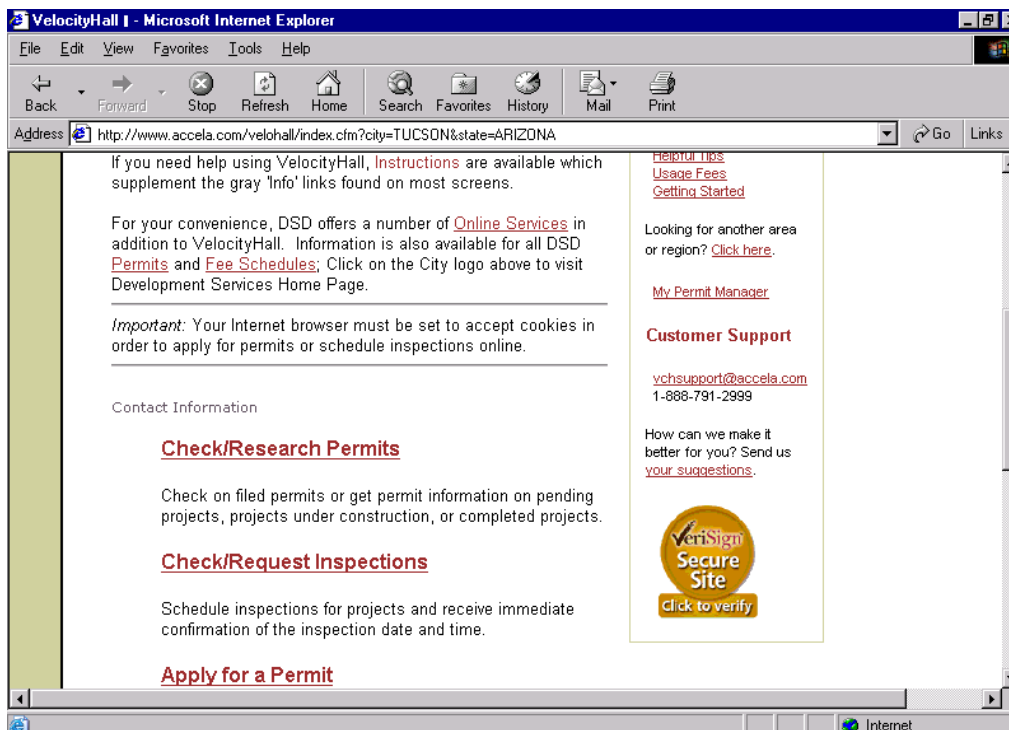 VelocityHall | - Microsoft Internet Explorer
File Edit View Favorites Tools Help
Back Forward Stop Refresh Home Search Favorites History Mail Print
Address http://www.accela.com/velohall/index.cfm?city=TUCSON&state=ARIZONA Go Links
If you need help using VelocityHall, Instructions are available which
supplement the gray 'Info' links found on most screens.
For your convenience, DSD offers a number of Online Services in
addition to VelocityHall. Information is also available for all DSD
Permits and Fee Schedules; Click on the City logo above to visit
Development Services Home Page.
Important: Your Internet browser must be set to accept cookies in
order to apply for permits or schedule inspections online.
Contact Information
Check/Research Permits
Check on filed permits or get permit information on pending
projects, projects under construction, or completed projects.
Check/Request Inspections
Schedule inspections for projects and receive immediate
confirmation of the inspection date and time.
Apply for a Permit
Helpful Tips
Usage Fees
Getting Started
Looking for another area
or region? Click here.
My Permit Manager
Customer Support
vchsupport@accela.com
1-888-791-2999
How can we make it
better for you? Send us
your suggestions.
VeriSign
Secure
Site
Click to verify
Internet